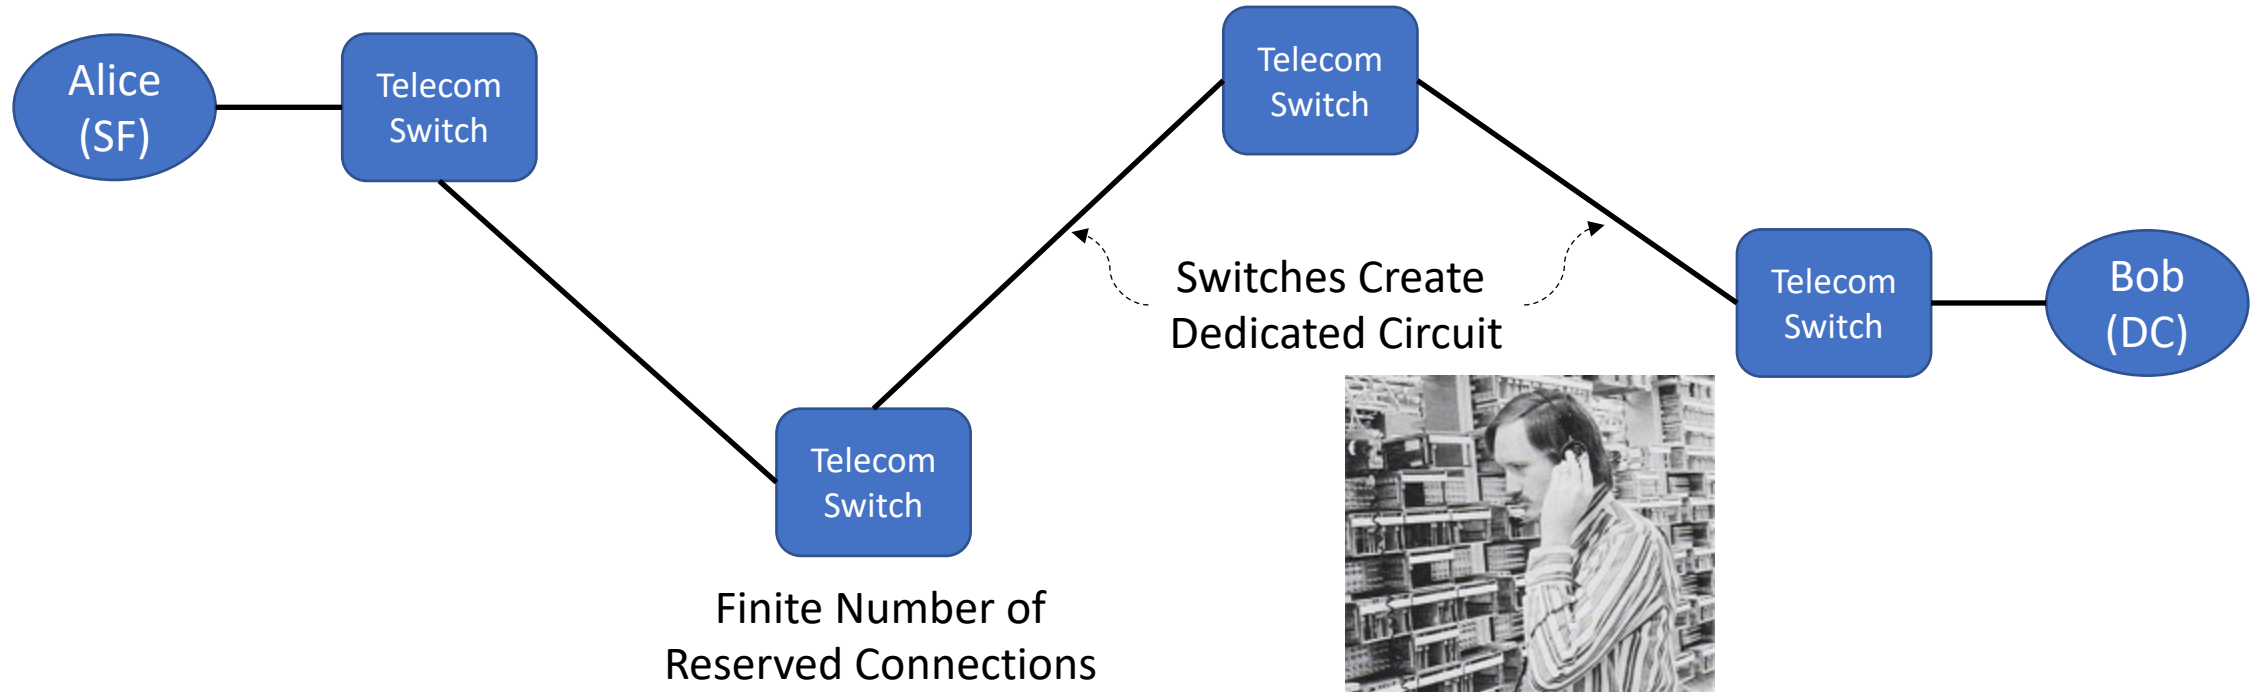 Alice
(SF)
Telecom
Switch
Telecom
Switch
Finite Number of
Reserved Connections
Telecom
Switch
Switches Create
Dedicated Circuit
Telecom
Switch
Bob
(DC)